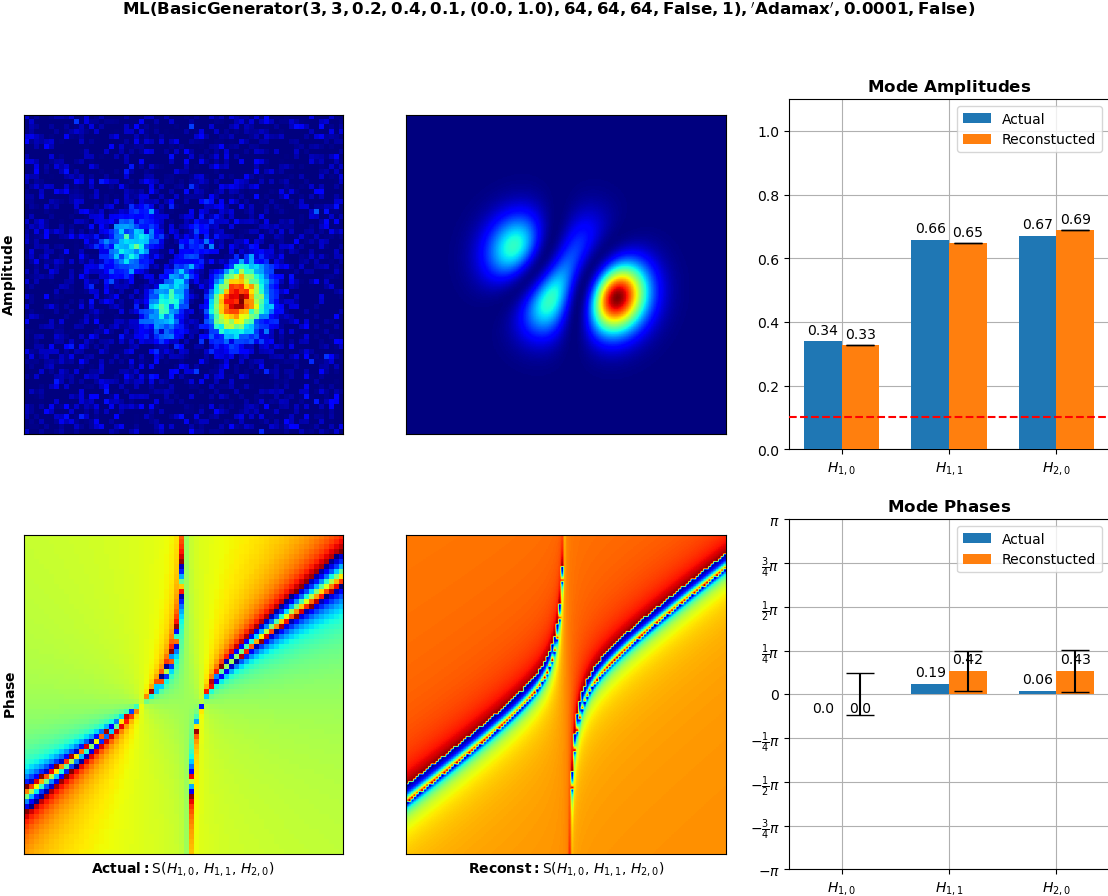 ML(BasicGenerator(3, 3, 0.2, 0.4, 0.1, (0.0, 1.0), 64, 64, 64, False, 1), ′Adamax′, 0.0001, False)
Amplitude
Mode Amplitudes
Actual
Reconstucted
1.0
0.8
0.6
0.4
0.2
0.0
0.34
0.33
0.66
0.65
0.67
0.69
H1,0
H1,1
H2,0
Phase
Actual: S(H1,0, H1,1, H2,0)
Reconst: S(H1,0, H1,1, H2,0)
Mode Phases
Actual
Reconstucted
π
3/4π
1/2π
1/4π
0
−1/4π
−1/2π
−3/4π
−π
0.0
0.0
0.19
0.42
0.06
0.43
H1,0
H1,1
H2,0